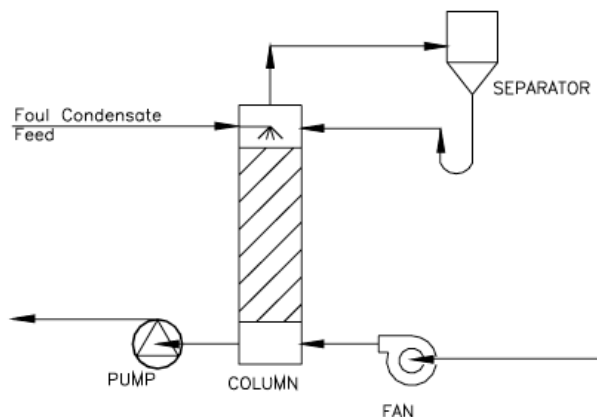 SEPARATOR
Foul Condensate
Feed
PUMP
COLUMN
FAN